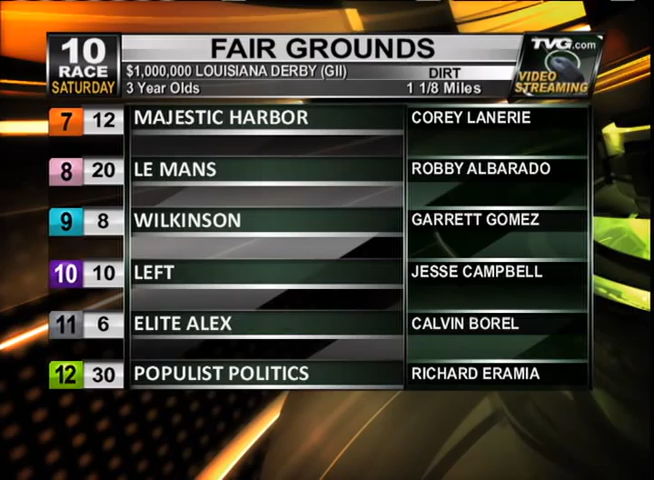 10 RACE SATURDAY
FAIR GROUNDS
$1,000,000 LOUISIANA DERBY (GII) DIRT
3 Year Olds 1 1/8 Miles
TVG.com
VIDEO
STREAMING
7 12 MAJESTIC HARBOR COREY LANERIE
8 20 LE MANS ROBBY ALBARADO
9 8 WILKINSON GARRETT GOMEZ
10 10 LEFT JESSE CAMPBELL
11 6 ELITE ALEX CALVIN BOREL
12 30 POPULIST POLITICS RICHARD ERAMIA